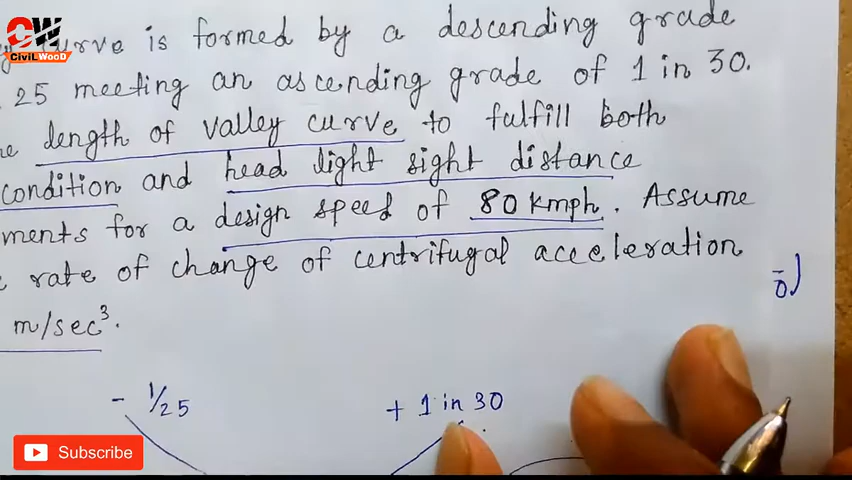 CW
CiviLWooD
curve is formed by a descending grade
25 meeting an ascending grade of 1 in 30.
length of valley curve to fulfill both
condition and head light sight distance
ments for a design speed of 80 kmph. Assume
rate of change of centrifugal acceleration
m/sec³.
- 1/25
+ 1 in 30
Subscribe